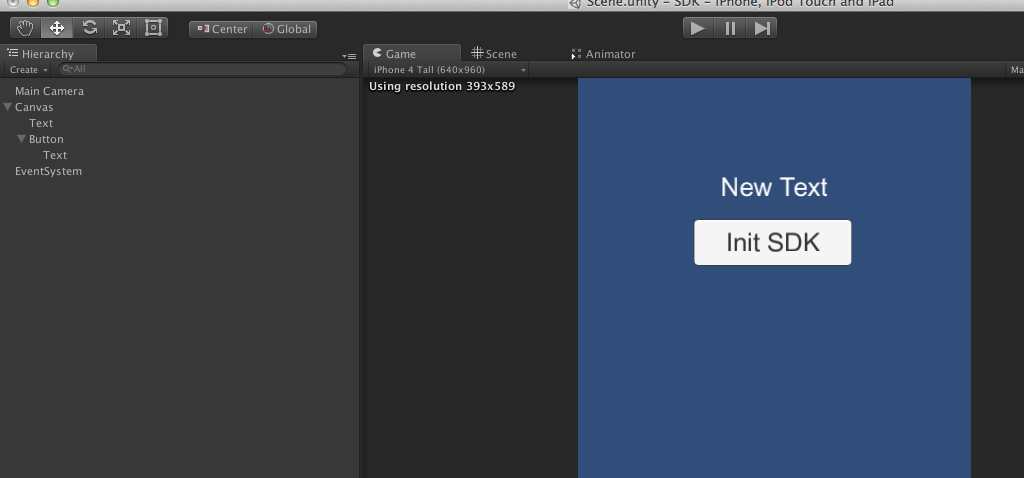 Scene.unity - SDK - iPhone, iPod Touch and iPad
Center Global
Hierarchy
Create All
Main Camera
Canvas
Text
Button
Text
EventSystem
Game Scene Animator
iPhone 4 Tall (640x960) Ma
Using resolution 393x589
New Text
Init SDK